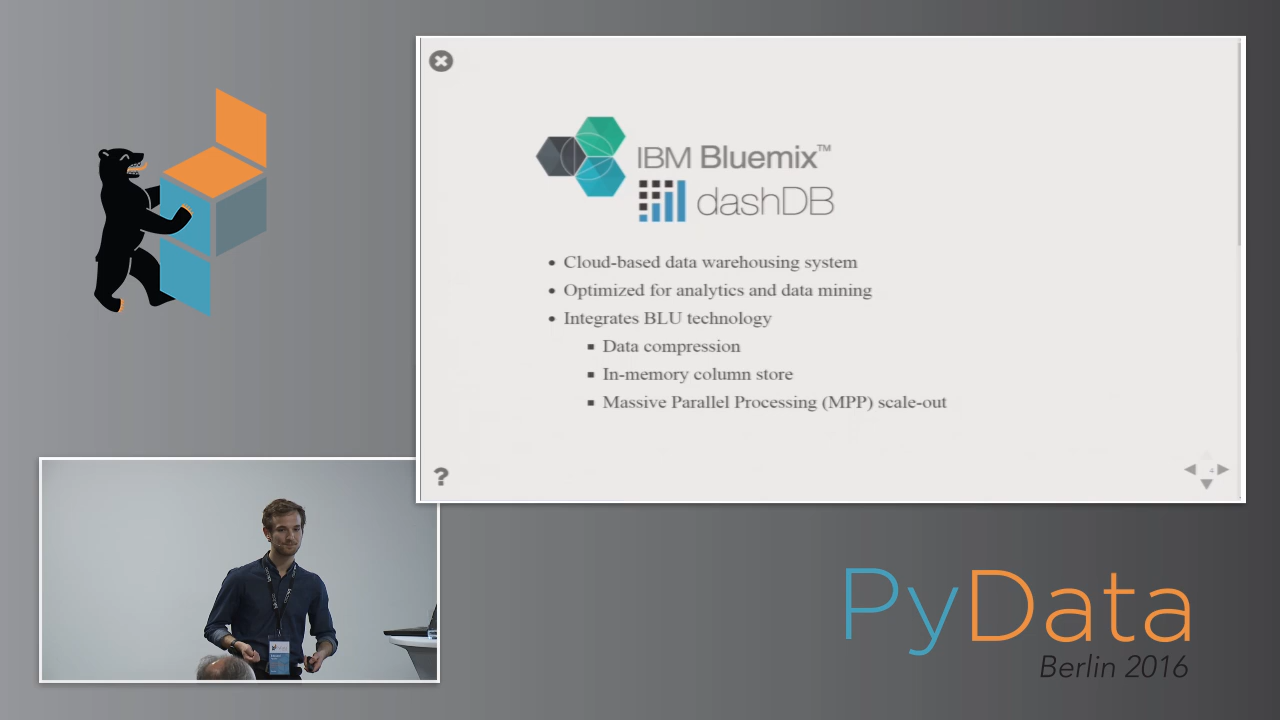 IBM Bluemix™
dashDB
• Cloud-based data warehousing system
• Optimized for analytics and data mining
• Integrates BLU technology
▪ Data compression
▪ In-memory column store
▪ Massive Parallel Processing (MPP) scale-out
?
4
PyData
Berlin 2016